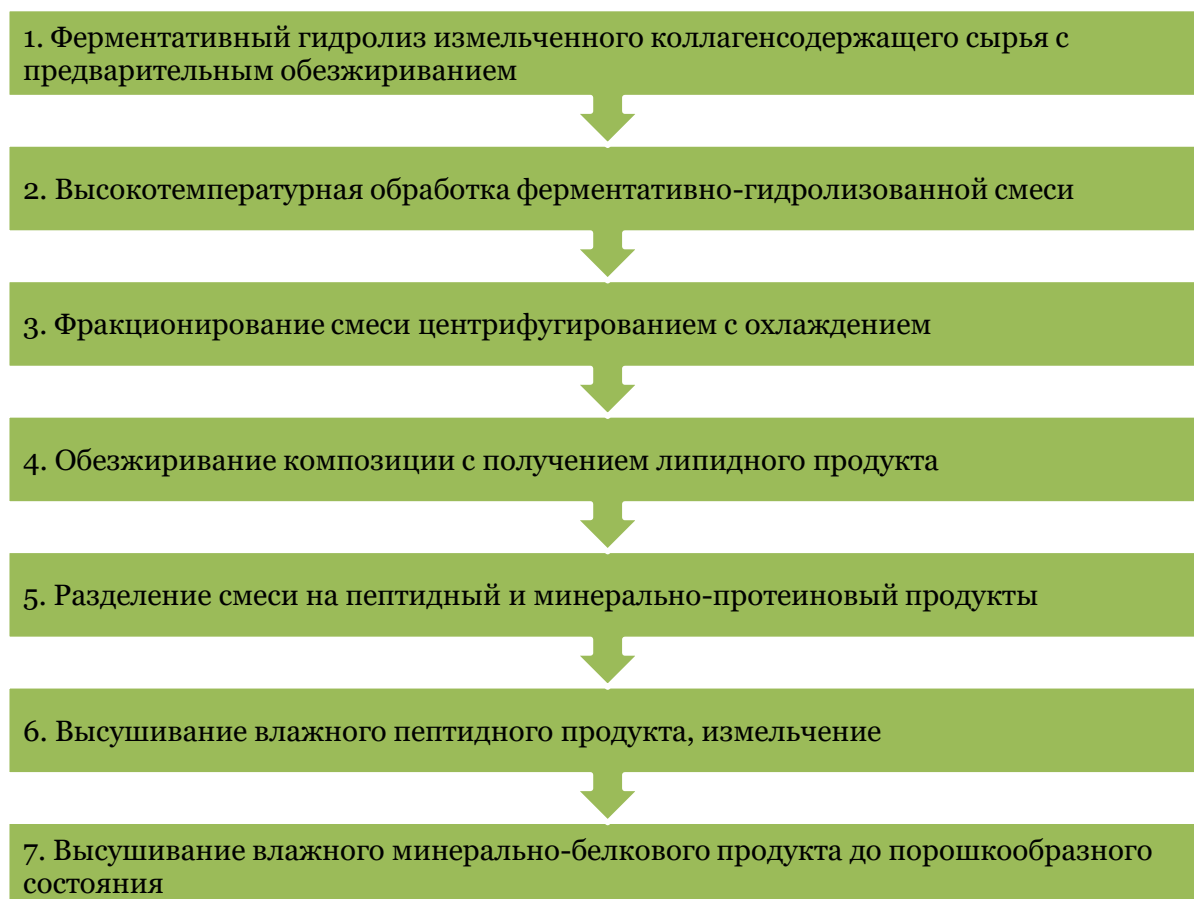 1. Ферментативный гидролиз измельченного коллагенсодержащего сырья с
предварительным обезжириванием
2. Высокотемпературная обработка ферментативно-гидролизованной смеси
3. Фракционирование смеси центрифугированием с охлаждением
4. Обезжиривание композиции с получением липидного продукта
5. Разделение смеси на пептидный и минерально-протеиновый продукты
6. Высушивание влажного пептидного продукта, измельчение
7. Высушивание влажного минерально-белкового продукта до порошкообразного
состояния